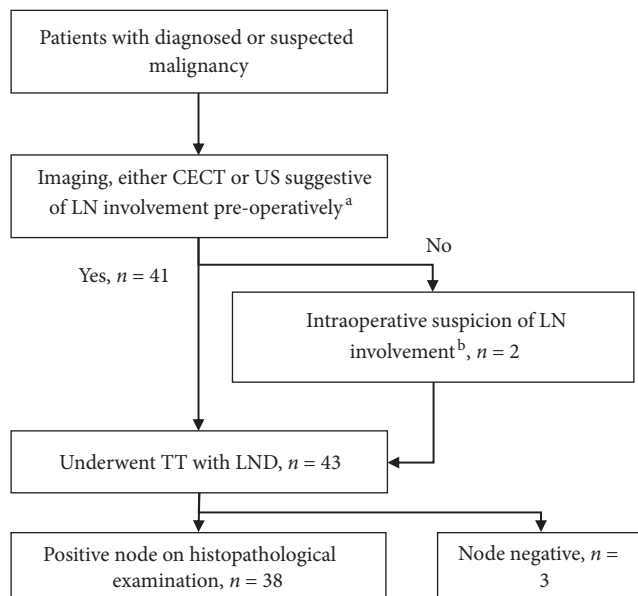 Patients with diagnosed or suspected
malignancy
Imaging, either CECT or US suggestive
of LN involvement pre-operatively a
No
Yes, n = 41
Intraoperative suspicion of LN
involvement b, n = 2
Underwent TT with LND, n = 43
Positive node on histopathological
examination, n = 38
Node negative, n =
3